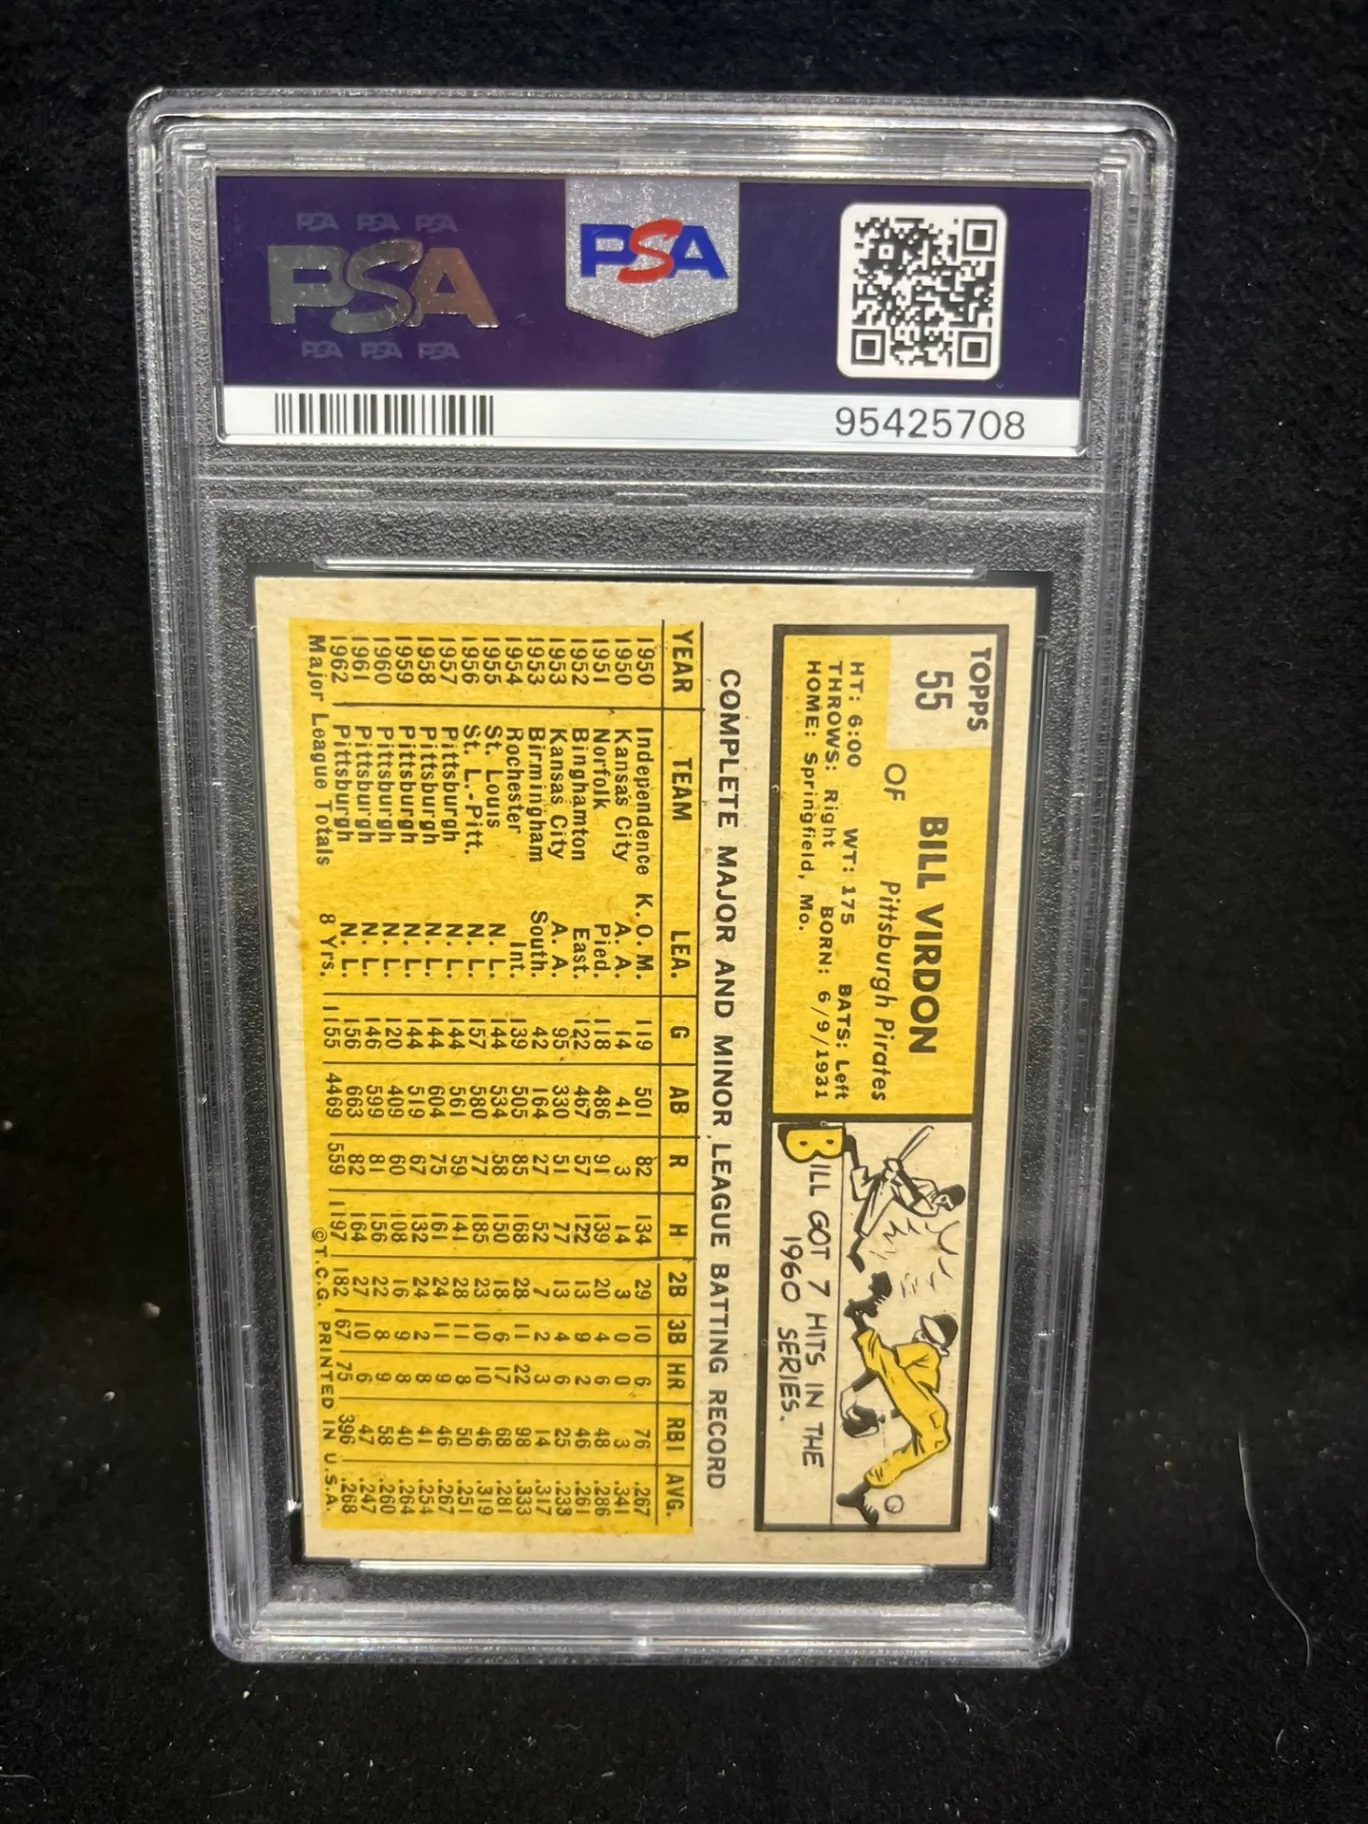 PSA PSA PSA
PSA
PSA PSA PSA
PSA
95425708
TOPPS
55
BILL VIRDON
OF Pittsburgh Pirates
HT: 6:00 WT: 175 BATS: Left
THROWS: Right BORN: 6/9/1931
HOME: Springfield, Mo.
BILL GOT 7 HITS IN THE
1960 SERIES.
COMPLETE MAJOR AND MINOR LEAGUE BATTING RECORD
YEAR TEAM LEA. G AB R H 2B 3B HR RBI AVG.
1950 Independence K.O.M. 119 501 82 134 29 10 6 76 .267
1950 Kansas City A. A. 14 41 3 14 3 0 0 3 .341
1951 Norfolk Pied. 118 486 91 139 20 4 6 48 .286
1952 Binghamton East. 122 467 57 122 13 9 2 46 .261
1953 Kansas City A. A. 95 330 51 77 13 4 6 25 .233
1953 Birmingham South. 42 164 27 52 7 2 3 14 .317
1954 Rochester Int. 139 505 85 168 28 11 22 98 .333
1955 St. Louis N. L. 144 534 58 150 18 6 17 68 .281
1956 St. L.-Pitt. N. L. 157 580 77 185 23 10 10 46 .319
1957 Pittsburgh N. L. 144 561 59 141 28 11 8 50 .251
1958 Pittsburgh N. L. 144 604 75 161 24 11 9 46 .267
1959 Pittsburgh N. L. 144 519 67 132 24 2 8 41 .254
1960 Pittsburgh N. L. 120 409 60 108 16 9 8 40 .264
1961 Pittsburgh N. L. 146 599 81 156 22 8 9 58 .260
1962 Pittsburgh N. L. 156 663 82 164 27 10 6 47 .247
Major League Totals 8 Yrs. 1155 4469 559 1197 182 67 75 396 .268
©T.C.G. PRINTED IN U.S.A.